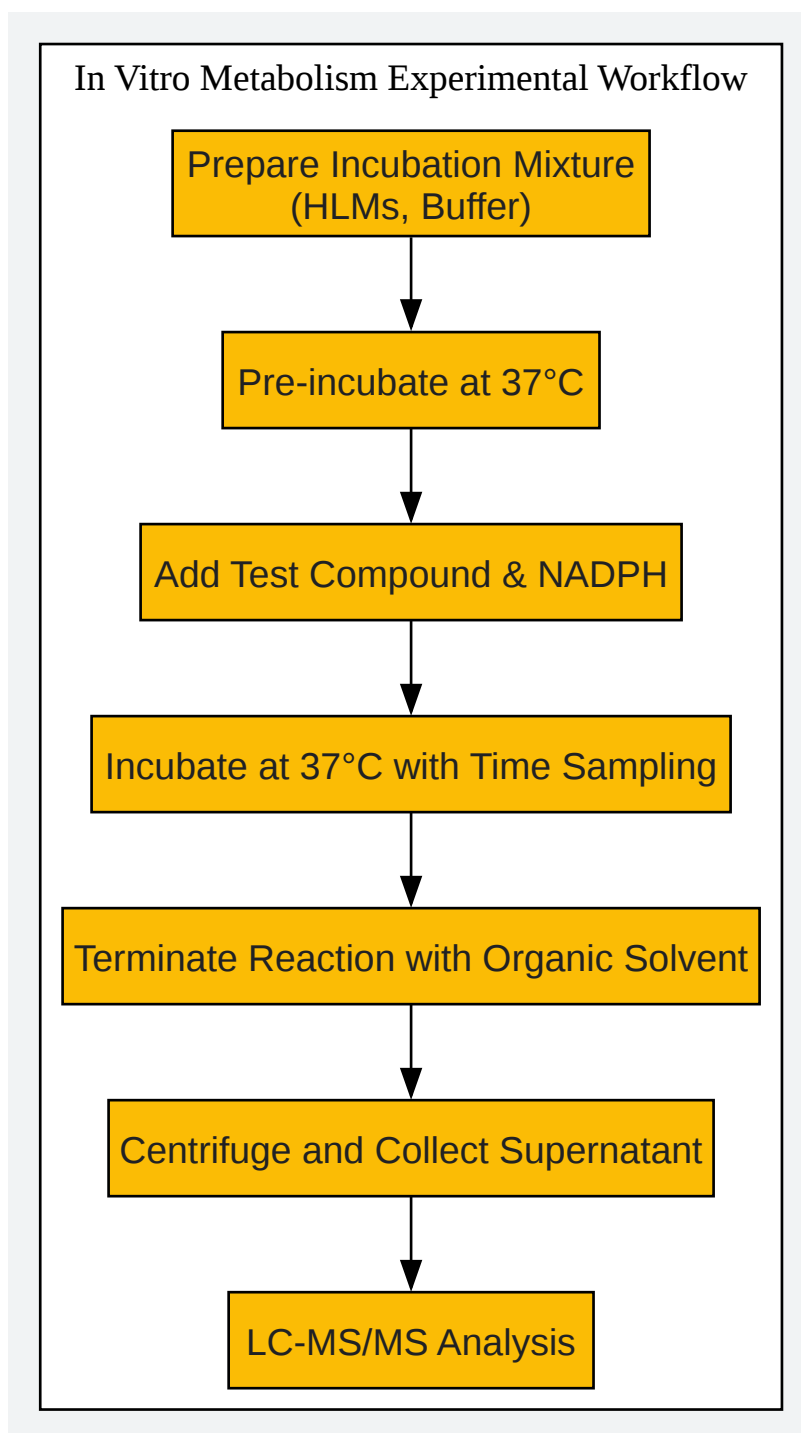 In Vitro Metabolism Experimental Workflow
Prepare Incubation Mixture
(HLMs, Buffer)
Pre-incubate at 37°C
Add Test Compound & NADPH
Incubate at 37°C with Time Sampling
Terminate Reaction with Organic Solvent
Centrifuge and Collect Supernatant
LC-MS/MS Analysis